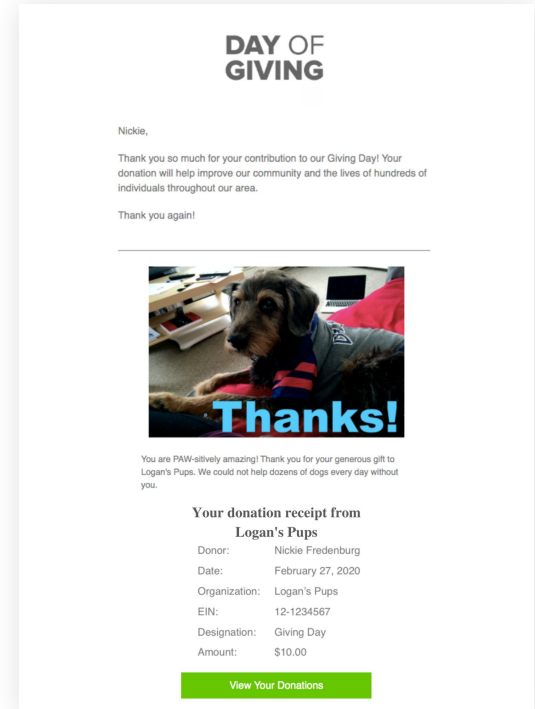 DAY OF
GIVING
Nickie,
Thank you so much for your contribution to our Giving Day! Your
donation will help improve our community and the lives of hundreds of
individuals throughout our area.
Thank you again!
Thanks!
You are PAW-sitively amazing! Thank you for your generous gift to
Logan's Pups. We could not help dozens of dogs every day without
you.
Your donation receipt from
Logan's Pups
Donor: Nickie Fredenburg
Date: February 27, 2020
Organization: Logan's Pups
EIN: 12-1234567
Designation: Giving Day
Amount: $10.00
View Your Donations